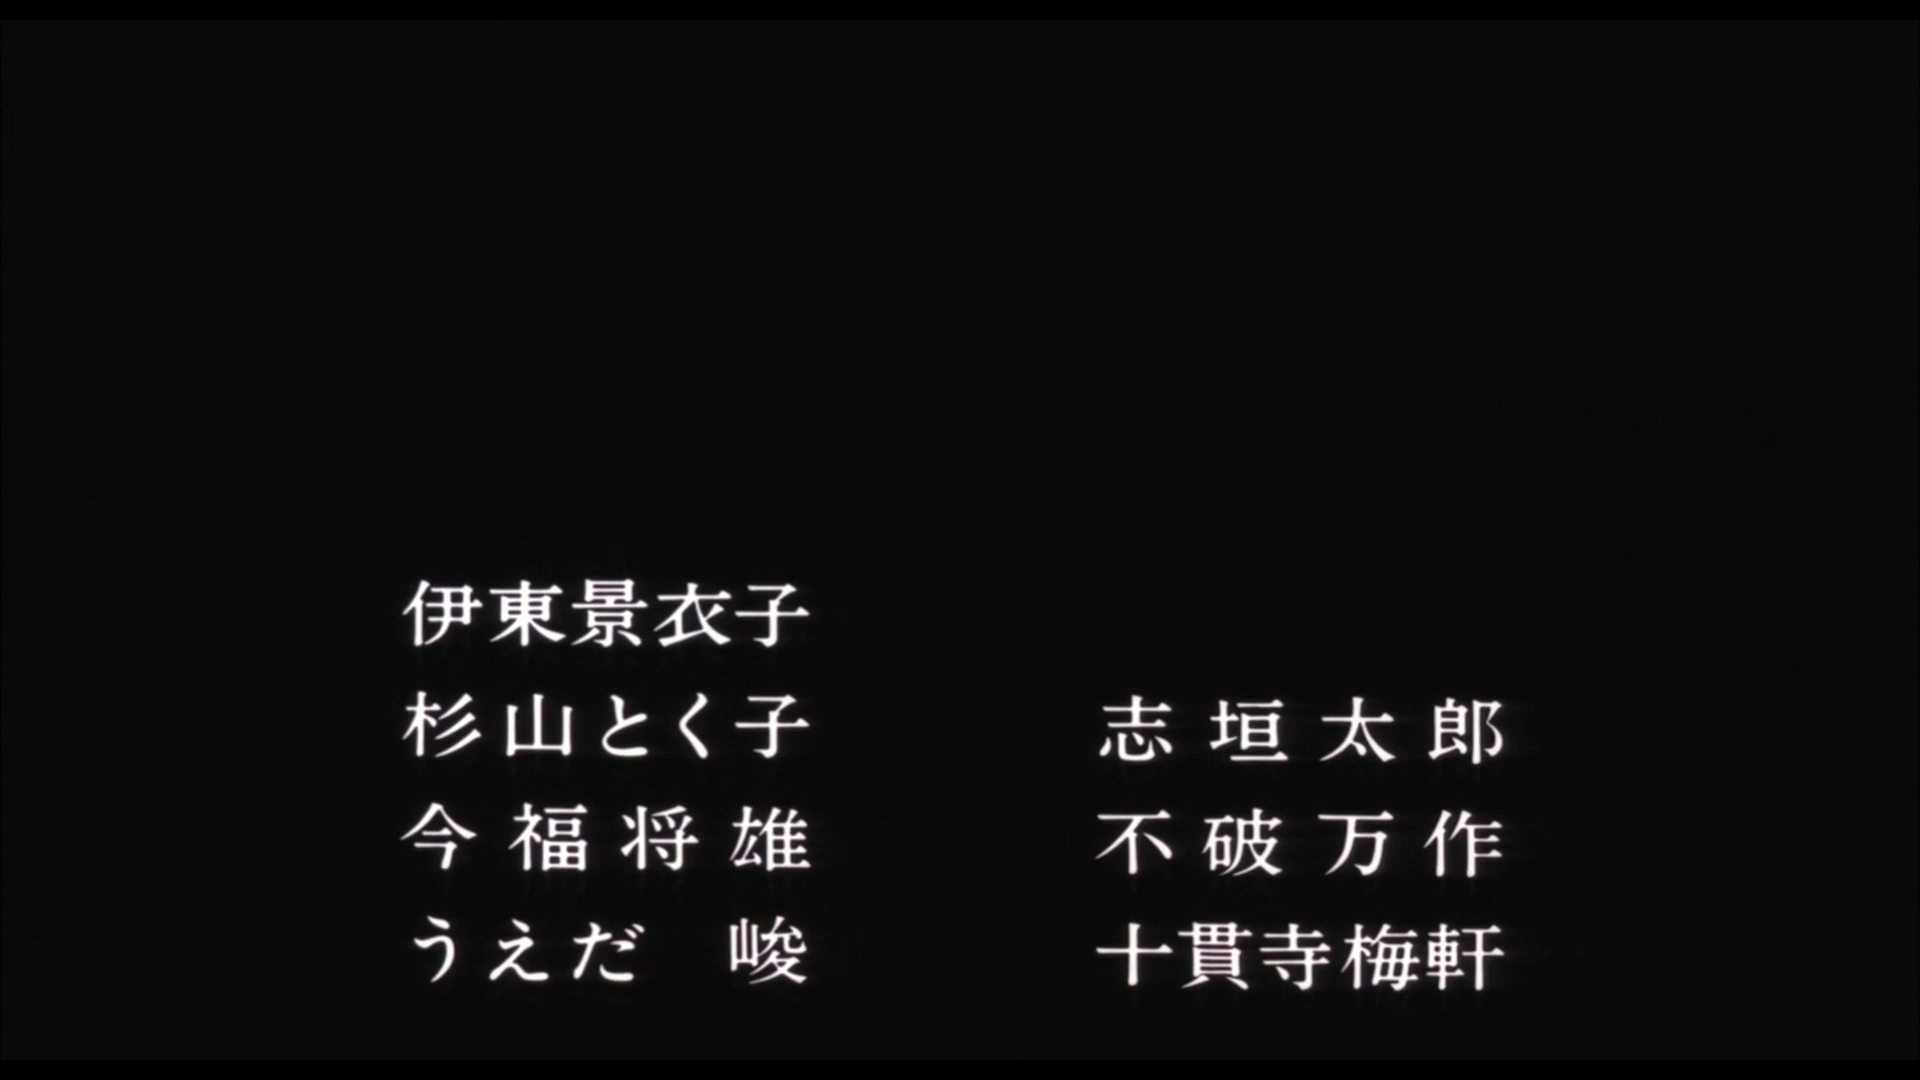 伊東景衣子
杉山とく子
今福将雄
うえだ　峻
志垣太郎
不破万作
十貫寺梅軒